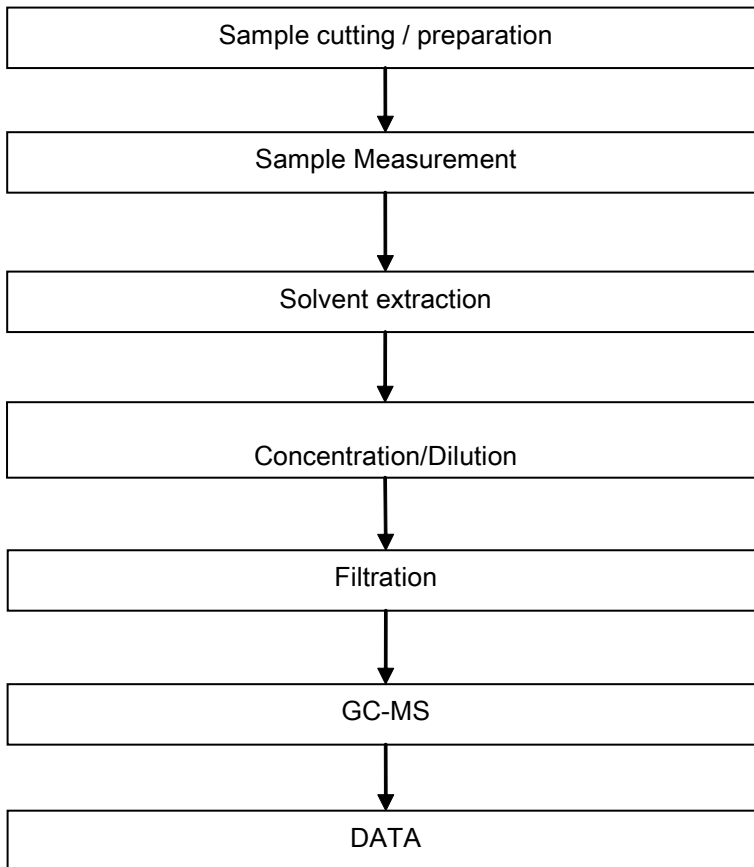 Sample cutting / preparation
Sample Measurement
Solvent extraction
Concentration/Dilution
Filtration
GC-MS
DATA